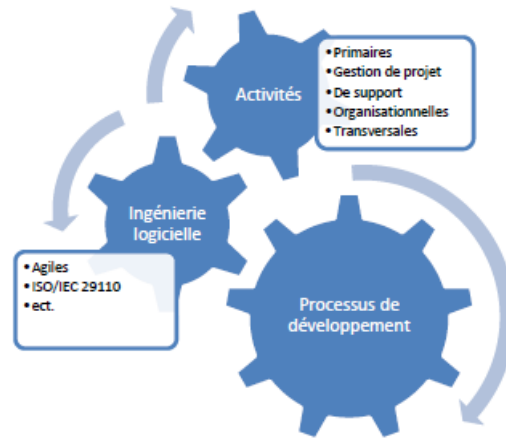 Activités
• Primaires
• Gestion de projet
• De support
• Organisationnelles
• Transversales
Ingénierie
logicielle
• Agiles
• ISO/IEC 29110
• ect.
Processus de
développement